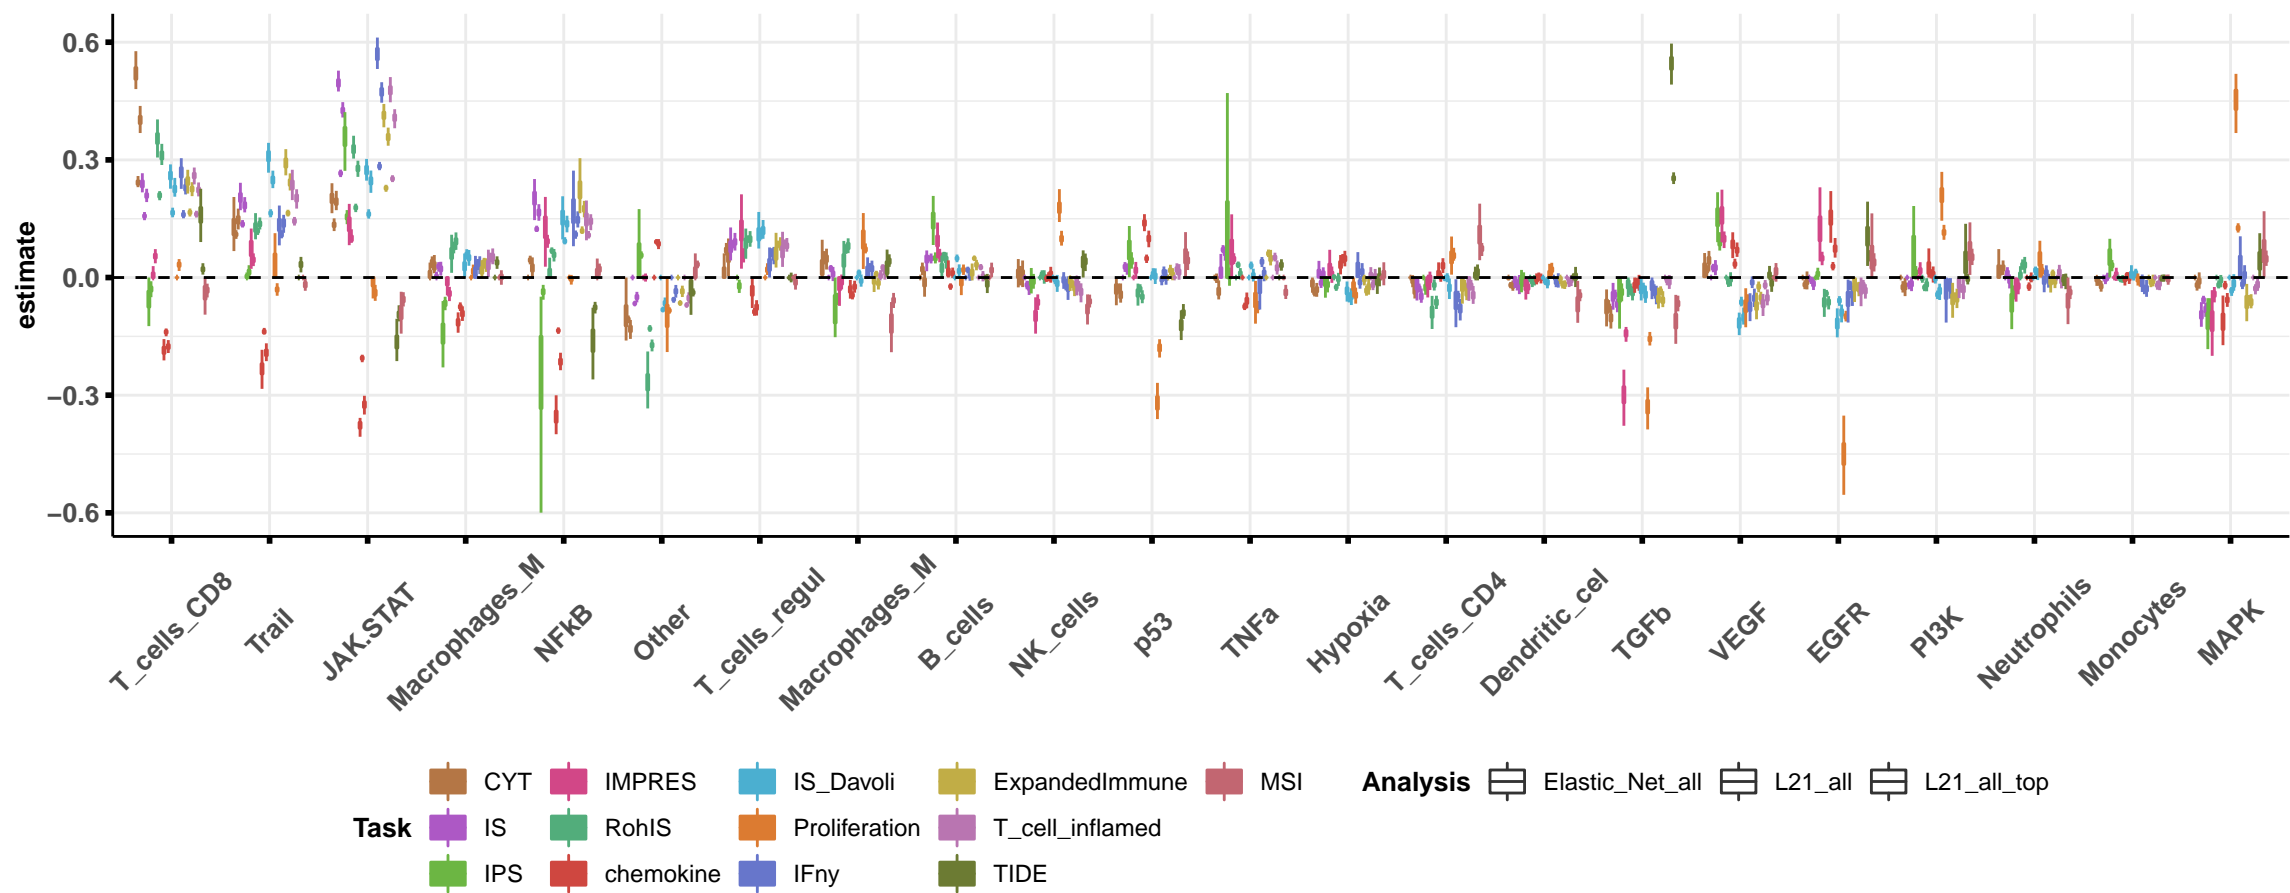 0.6
0.3
0.0
−0.3
−0.6
estimate
T_cells_CD8
Trail
JAK.STAT
Macrophages_M
NFkB
Other
T_cells_regul
Macrophages_M
B_cells
NK_cells
p53
TNFa
Hypoxia
T_cells_CD4
Dendritic_cel
TGFb
VEGF
EGFR
PI3K
Neutrophils
Monocytes
MAPK
Task
CYT
IS
IPS
IMPRES
RohIS
chemokine
IS_Davoli
Proliferation
IFny
ExpandedImmune
T_cell_inflamed
TIDE
MSI
Analysis
Elastic_Net_all
L21_all
L21_all_top